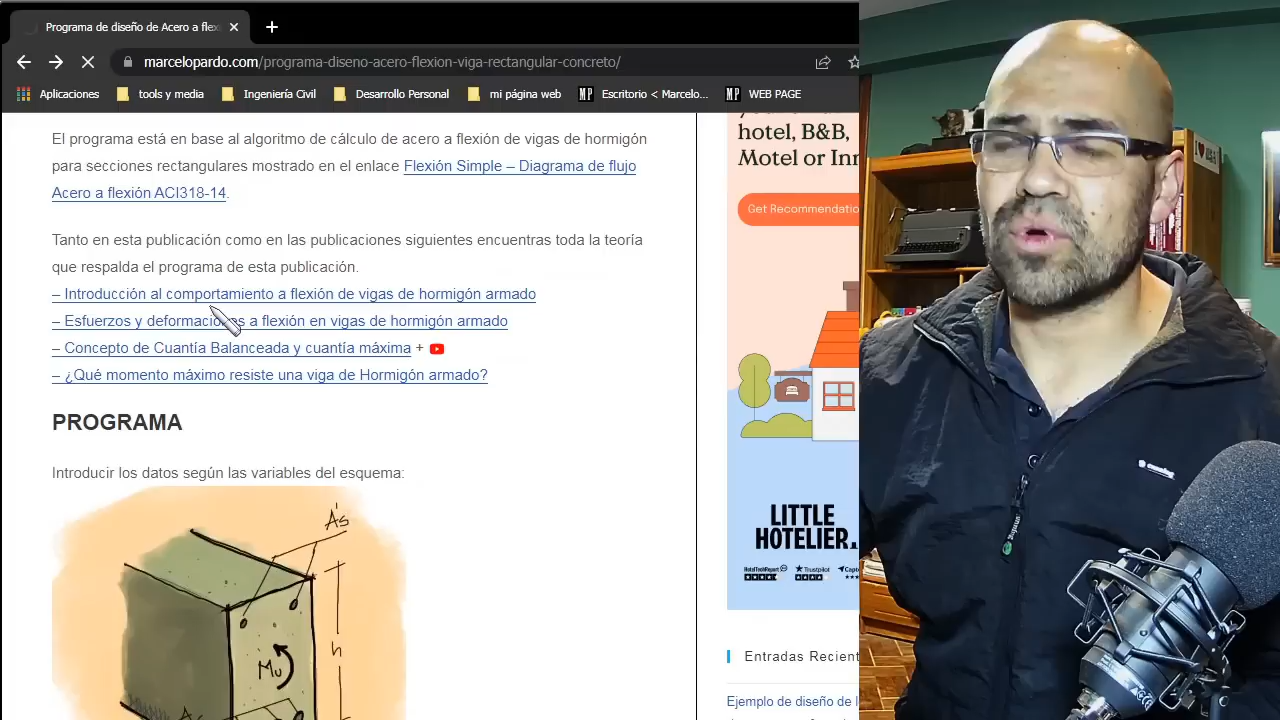 Programa de diseño de Acero a flex
marcelopardo.com/programa-diseno-acero-flexion-viga-rectangular-concreto/
Aplicaciones tools y media Ingeniería Civil Desarrollo Personal mi página web MP Escritorio < Marcelo... MP WEB PAGE
El programa está en base al algoritmo de cálculo de acero a flexión de vigas de hormigón
para secciones rectangulares mostrado en el enlace Flexión Simple – Diagrama de flujo
Acero a flexión ACI318-14.
Tanto en esta publicación como en las publicaciones siguientes encuentras toda la teoría
que respalda el programa de esta publicación.
– Introducción al comportamiento a flexión de vigas de hormigón armado
– Esfuerzos y deformaciones a flexión en vigas de hormigón armado
– Concepto de Cuantía Balanceada y cuantía máxima +
– ¿Qué momento máximo resiste una viga de Hormigón armado?
PROGRAMA
Introducir los datos según las variables del esquema:
A's
h
Mu
As
hotel, B&B,
Motel or Inn
Get Recommendatio
LITTLE
HOTELIER.
HotelTechReport Trustpilot Capt
Entradas Recient
Ejemplo de diseño de l